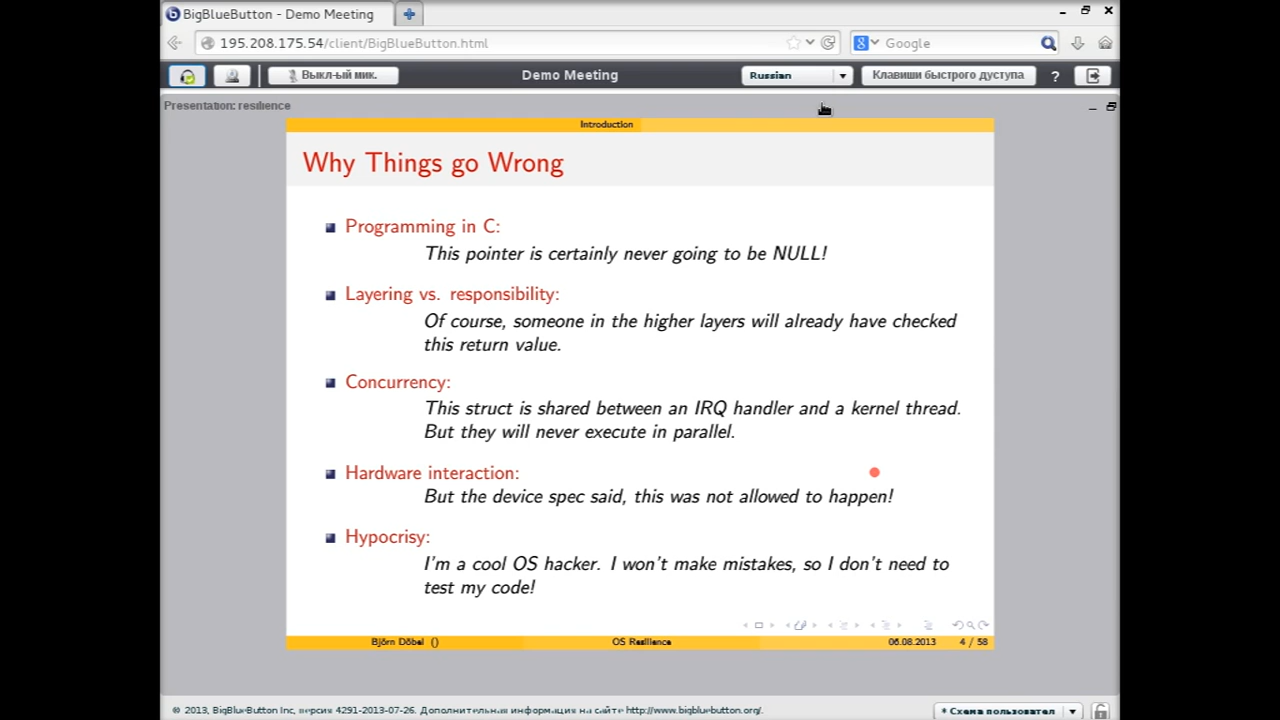 BigBlueButton - Demo Meeting
195.208.175.54/client/BigBlueButton.html
Google
Выкл-ый мик.
Demo Meeting
Russian
Клавиши быстрого доступа
?
Presentation: resilience
Introduction
Why Things go Wrong
Programming in C:
This pointer is certainly never going to be NULL!
Layering vs. responsibility:
Of course, someone in the higher layers will already have checked
this return value.
Concurrency:
This struct is shared between an IRQ handler and a kernel thread.
But they will never execute in parallel.
Hardware interaction:
But the device spec said, this was not allowed to happen!
Hypocrisy:
I'm a cool OS hacker. I won't make mistakes, so I don't need to
test my code!
Björn Döbel ()
OS Resilience
06.08.2013
4 / 58
© 2013, BigBlueButton Inc, версия 4291-2013-07-26. Дополнительная информация на сайте http://www.bigbluebutton.org/.
* Схема пользовател